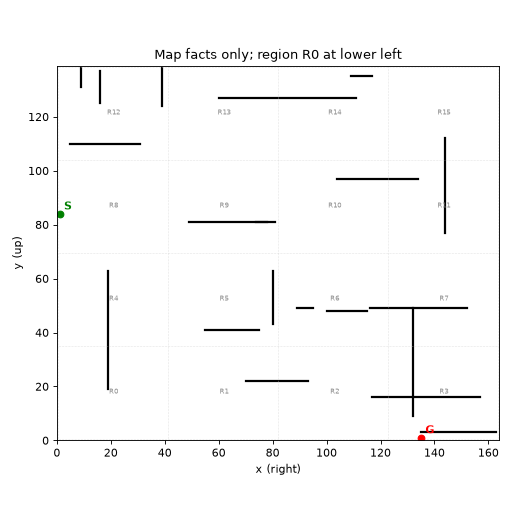 Map facts only; region R0 at lower left
y (up)
120
100
80
60
40
20
0
R12
R13
R14
R15
S
R8
R9
R10
R11
R4
R5
R6
R7
R0
R1
R2
R3
G
0
20
40
60
80
100
120
140
160
x (right)